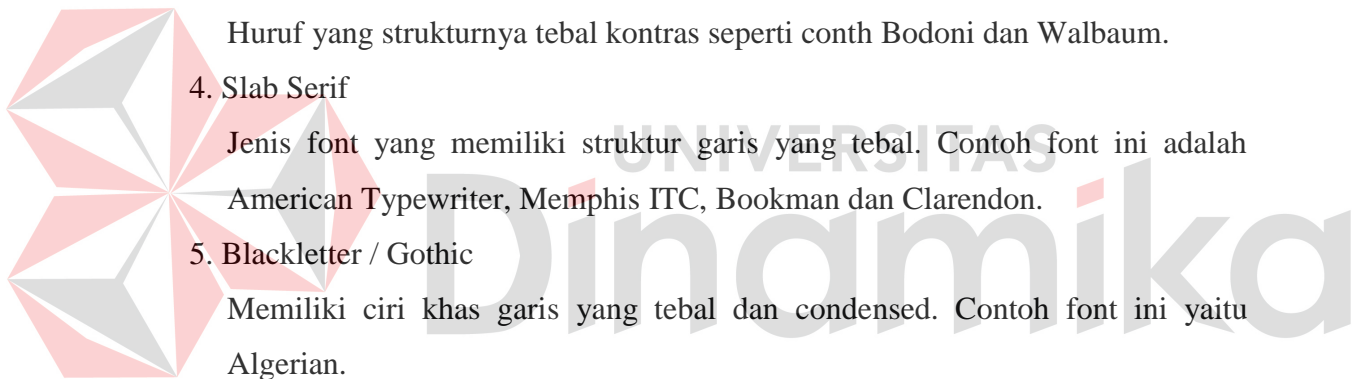 Huruf yang strukturnya tebal kontras seperti conth Bodoni dan Walbaum.
4. Slab Serif
UNIVERSITAS
Jenis font yang memiliki struktur garis yang tebal. Contoh font ini adalah
American Typewriter, Memphis ITC, Bookman dan Clarendon.
Dinamika
5. Blackletter / Gothic
Memiliki ciri khas garis yang tebal dan condensed. Contoh font ini yaitu
Algerian.